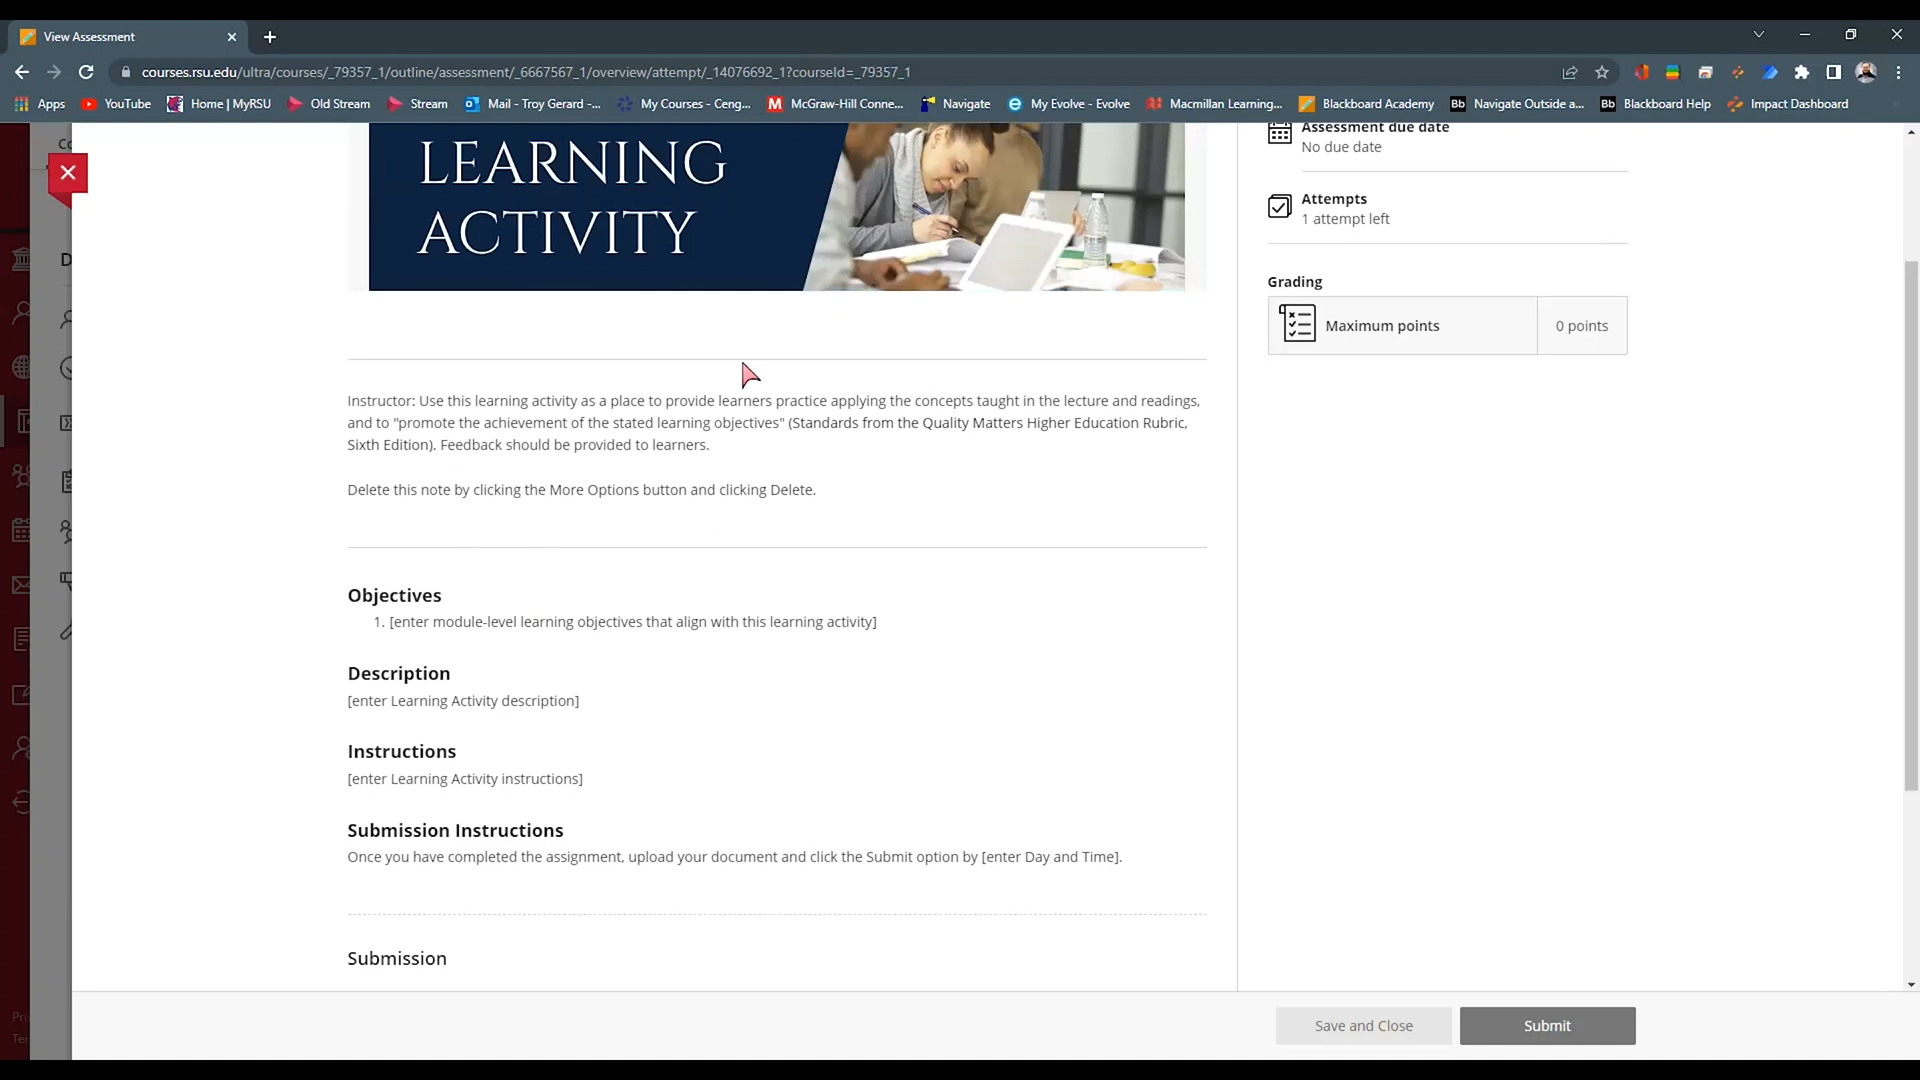 View Assessment
courses.rsu.edu/ultra/courses/_79357_1/outline/assessment/_6667567_1/overview/attempt/_14076692_1?courseId=_79357_1
Apps YouTube Home | MyRSU Old Stream Stream Mail - Troy Gerard -... My Courses - Ceng... McGraw-Hill Conne... Navigate My Evolve - Evolve Macmillan Learning... Blackboard Academy Bb Navigate Outside a... Bb Blackboard Help Impact Dashboard
LEARNING
ACTIVITY
Assessment due date
No due date
Attempts
1 attempt left
Grading
Maximum points 0 points
Instructor: Use this learning activity as a place to provide learners practice applying the concepts taught in the lecture and readings,
and to "promote the achievement of the stated learning objectives" (Standards from the Quality Matters Higher Education Rubric,
Sixth Edition). Feedback should be provided to learners.
Delete this note by clicking the More Options button and clicking Delete.
Objectives
1. [enter module-level learning objectives that align with this learning activity]
Description
[enter Learning Activity description]
Instructions
[enter Learning Activity instructions]
Submission Instructions
Once you have completed the assignment, upload your document and click the Submit option by [enter Day and Time].
Submission
Save and Close Submit